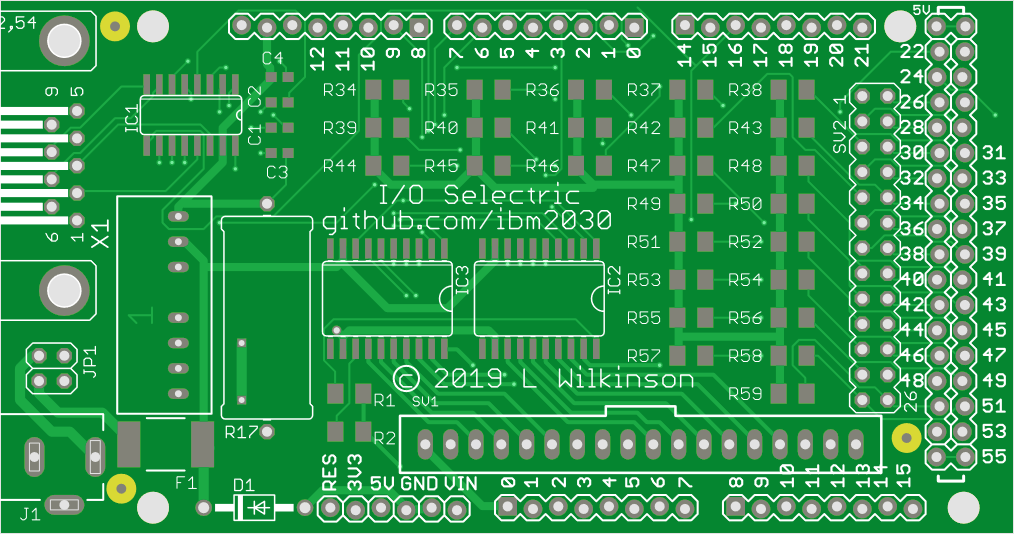 2,54
9 5
6 1
X1
1
JP1
J1
F1
D1
R17
IC1
C4
C2
C1
C3
12 11 10 9 8
7 6 5 4 3 2 1 0
14 15 16 17 18 19 20 21
5V
R34 R35 R36 R37 R38
R39 R40 R41 R42 R43
R44 R45 R46 R47 R48
R49 R50
R51 R52
R53 R54
R55 R56
R57 R58
R59
I/O Selectric
github.com/ibm2030
IC3
IC2
© 2019 L Wilkinson
SV1
R1
R2
SV2
1
26
22
24
26
28
30 31
32 33
34 35
36 37
38 39
40 41
42 43
44 45
46 47
48 49
51
53
55
RES 3V3 5V GND VIN
0 1 2 3 4 5 6 7
8 9 10 11 12 13 14 15